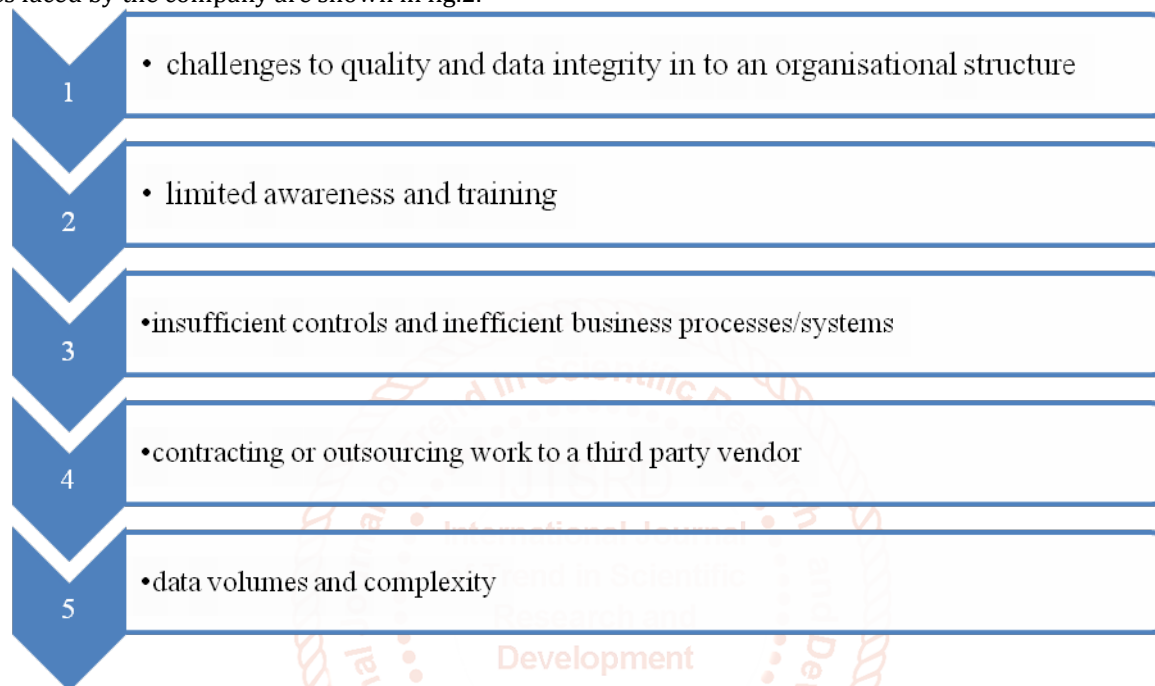 es faced by the company are shown in fig.2.
1
• challenges to quality and data integrity in to an organisational structure
2
• limited awareness and training
3
•insufficient controls and inefficient business processes/systems
4
•contracting or outsourcing work to a third party vendor
5
•data volumes and complexity
International Journal
of Trend in Scientific
Research and
Development